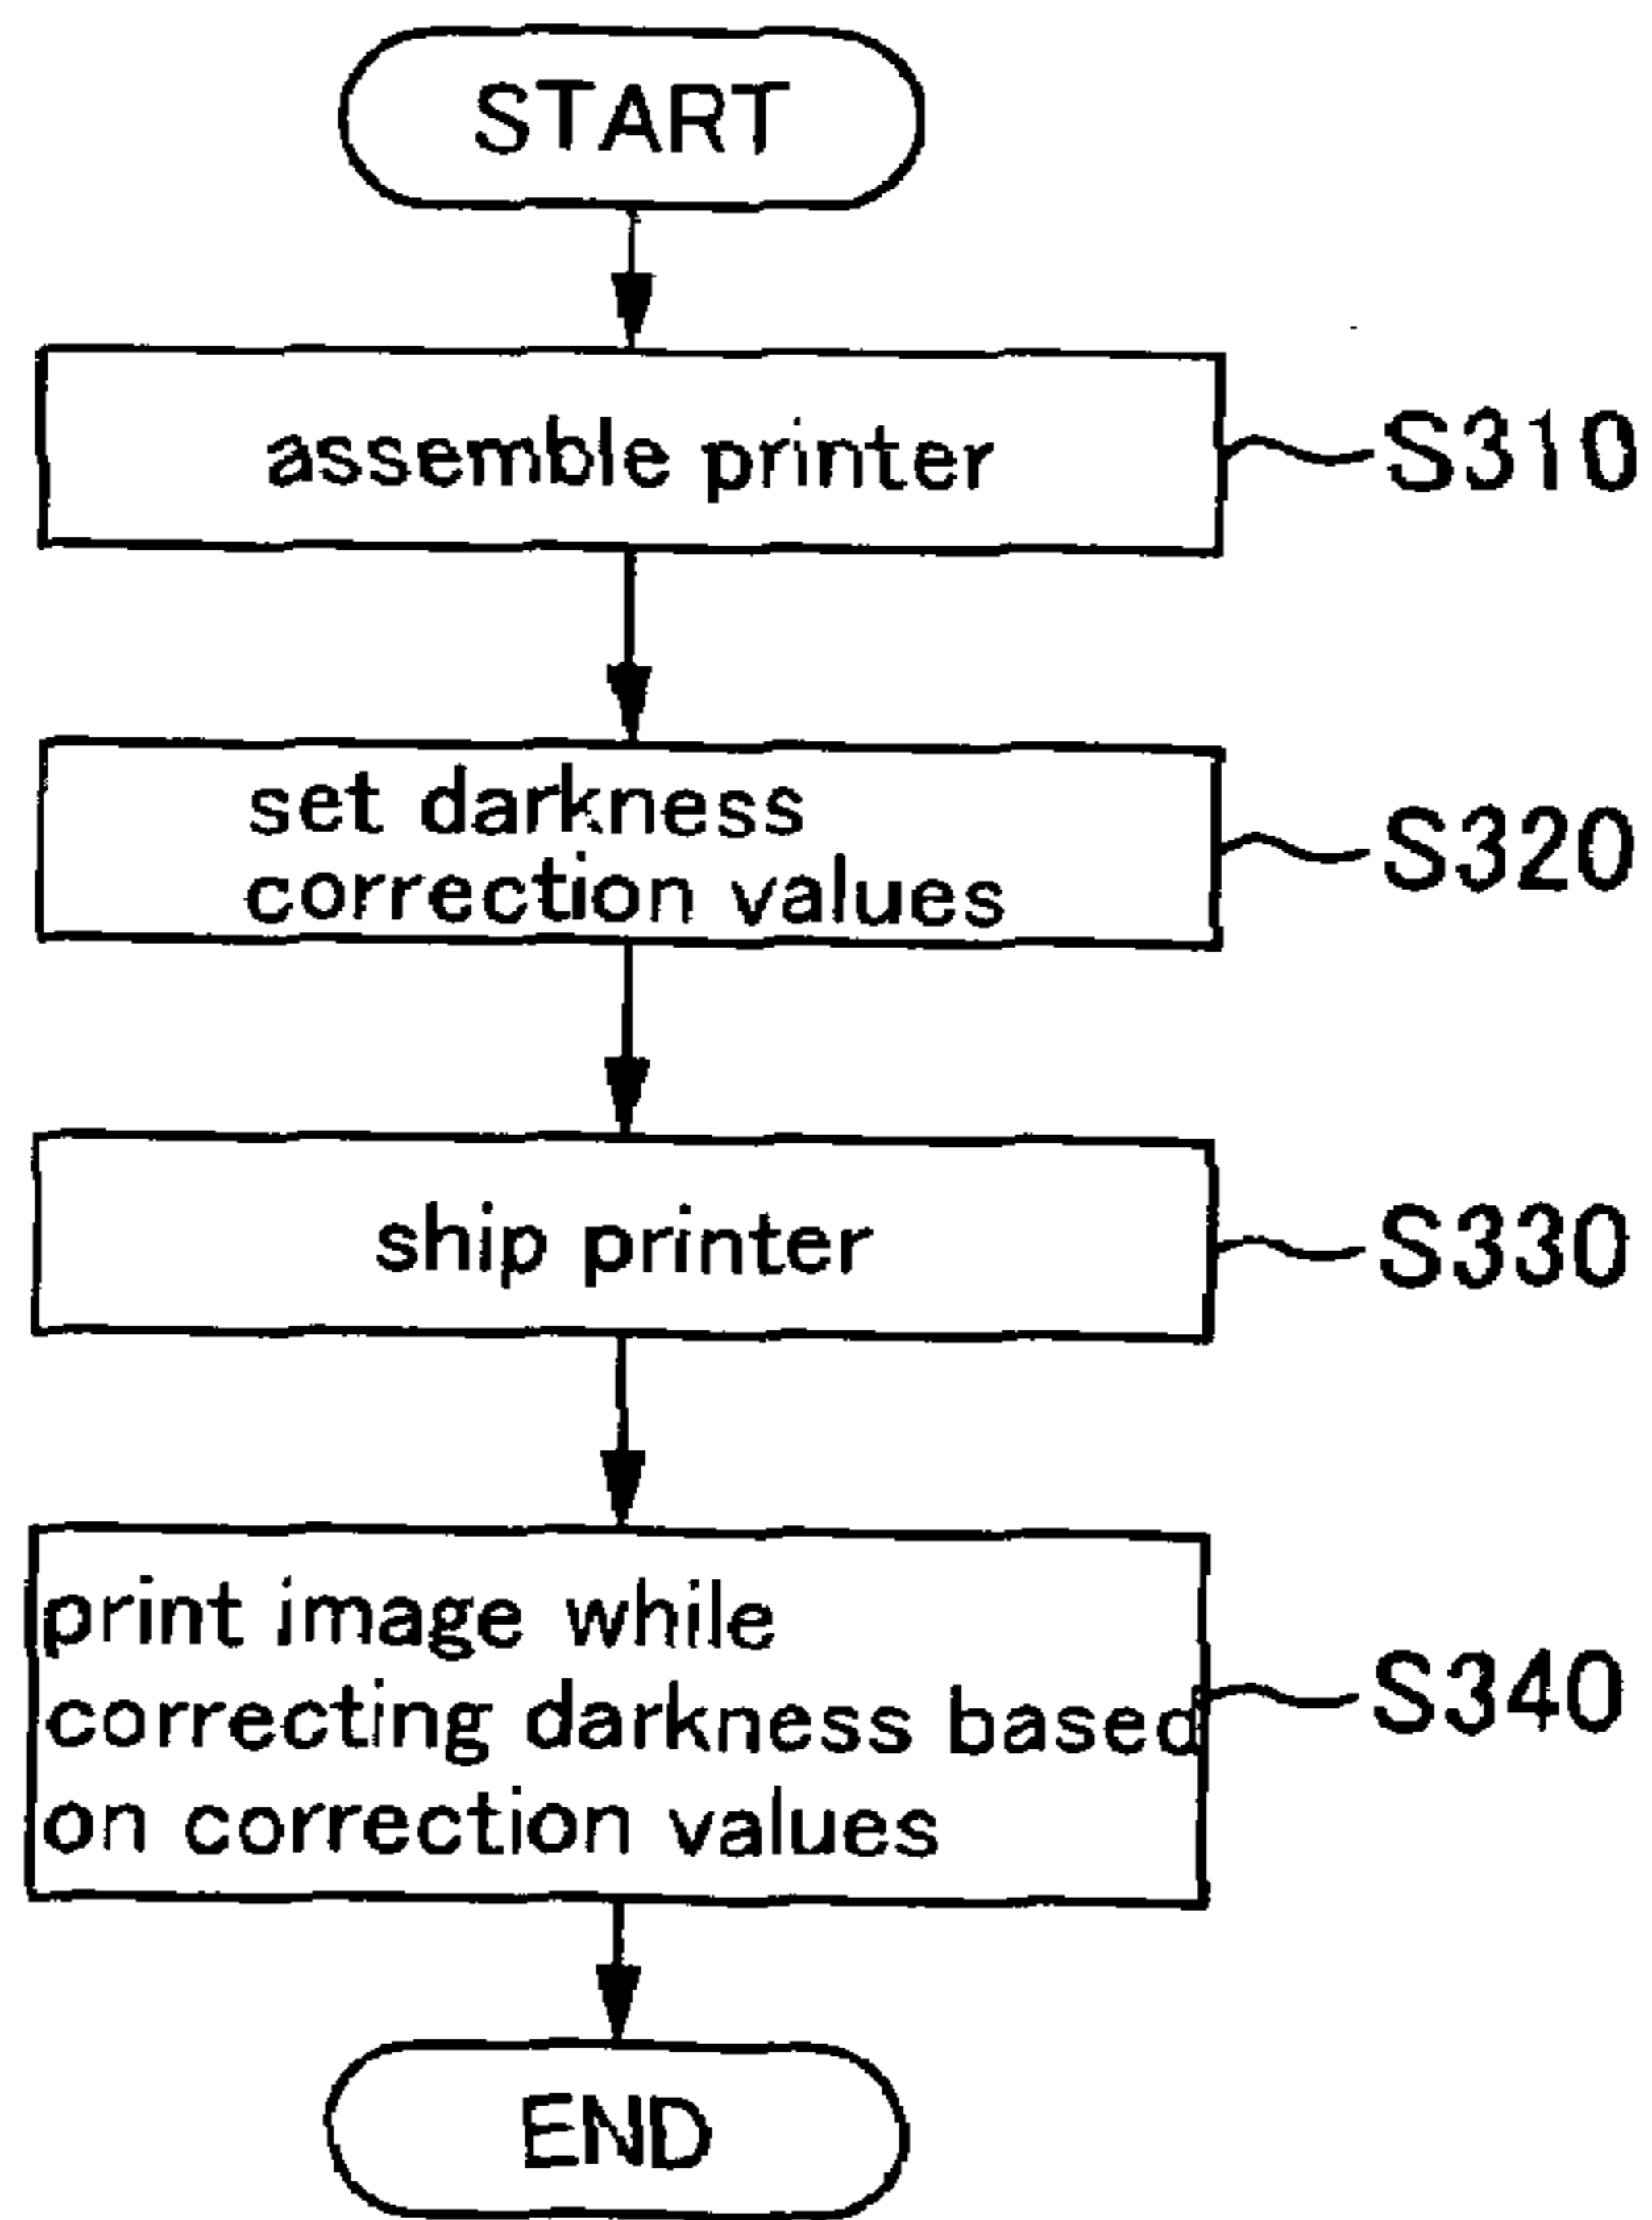 START
assemble printer
S310
set darkness
correction values
S320
ship printer
S330
print image while
correcting darkness based
on correction values
S340
END